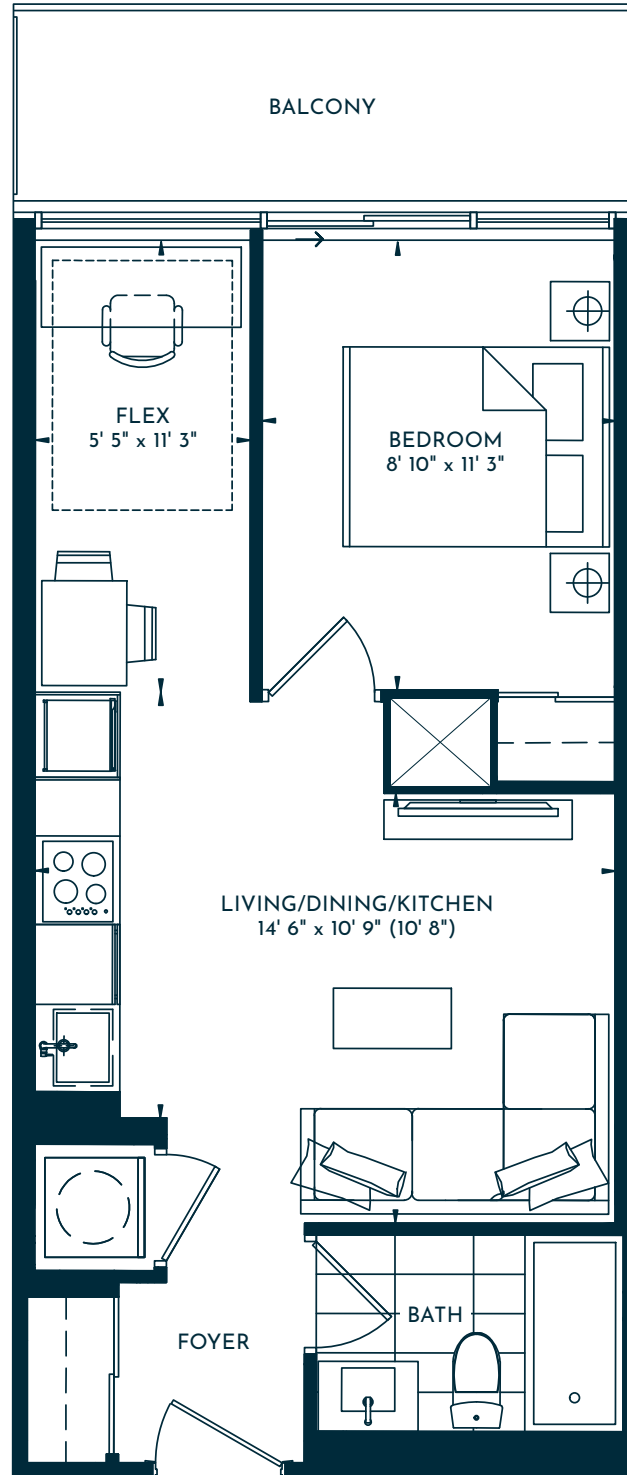 BALCONY
FLEX
5' 5" x 11' 3"
BEDROOM
8' 10" x 11' 3"
LIVING/DINING/KITCHEN
14' 6" x 10' 9" (10' 8")
BATH
FOYER